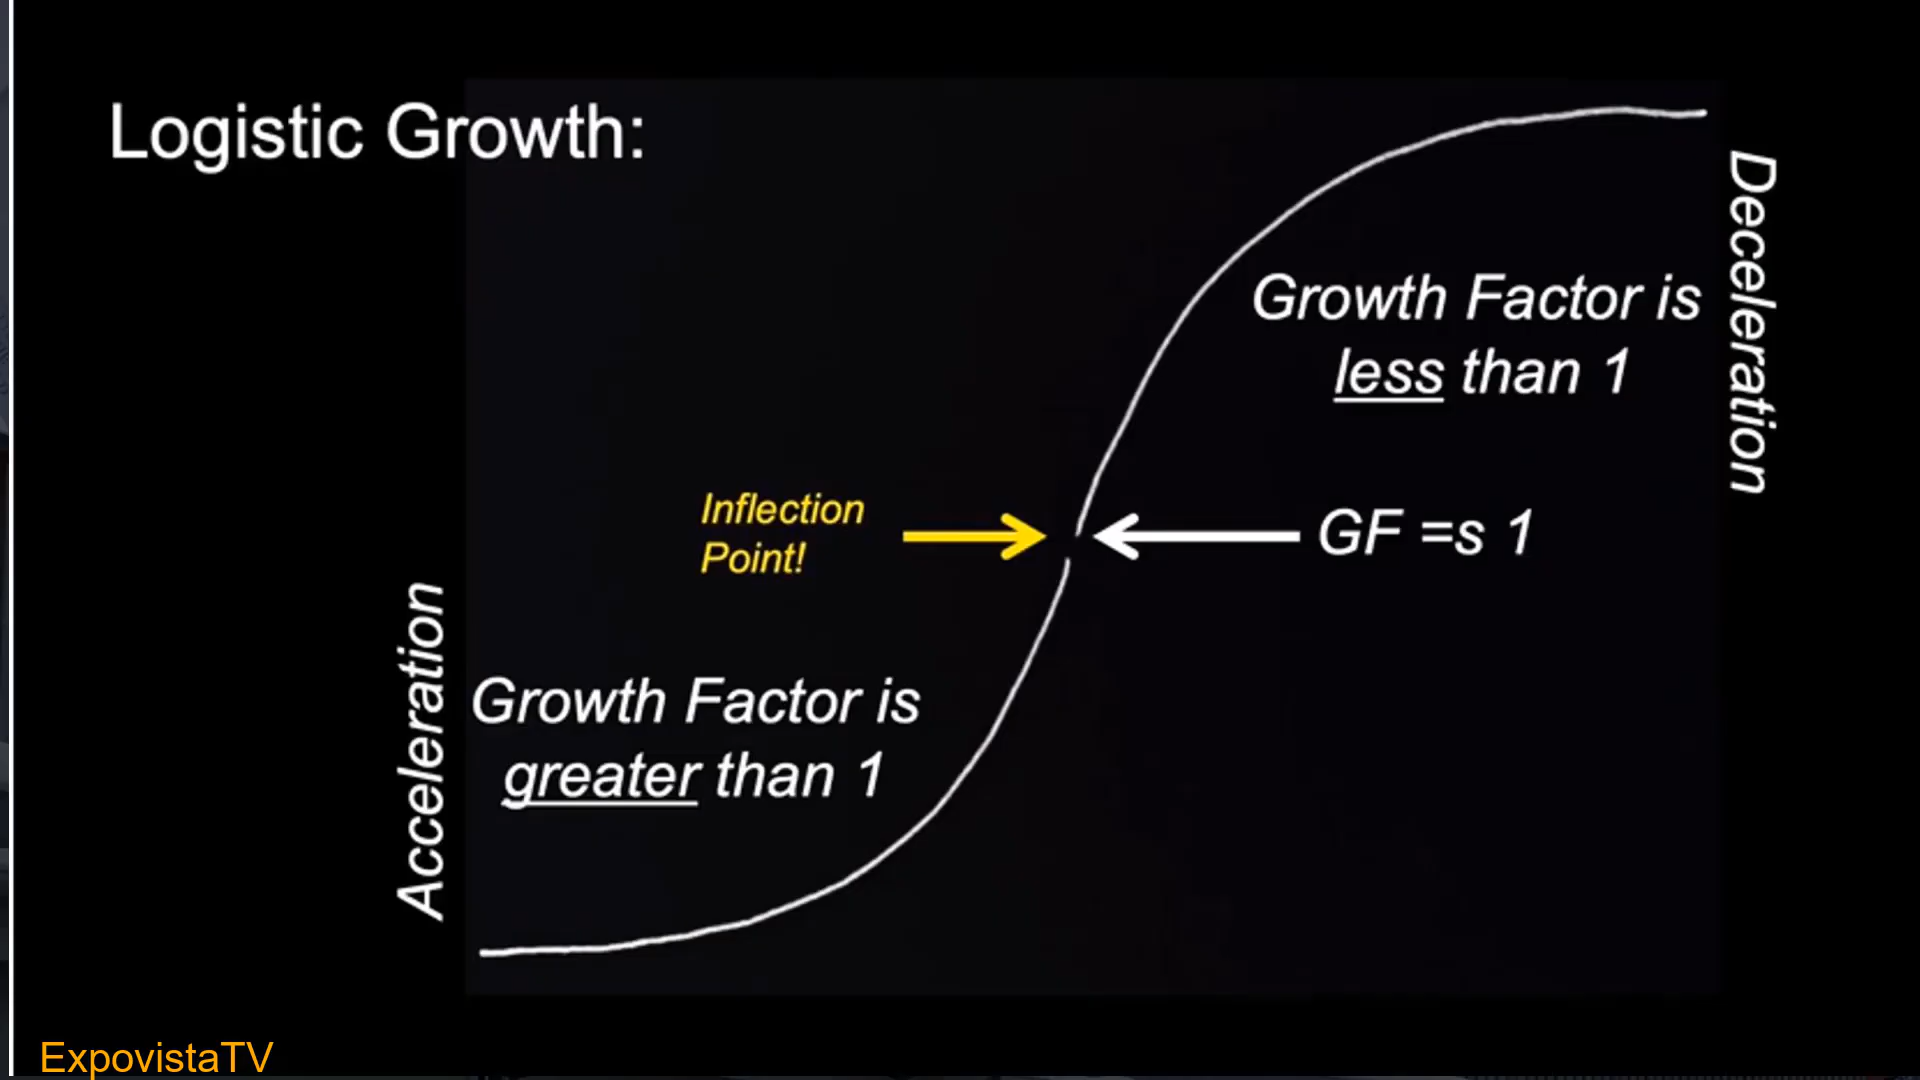 Logistic Growth:
Deceleration
Growth Factor is
less than 1
Inflection
Point!
GF =s 1
Acceleration
Growth Factor is
greater than 1
ExpovistaTV